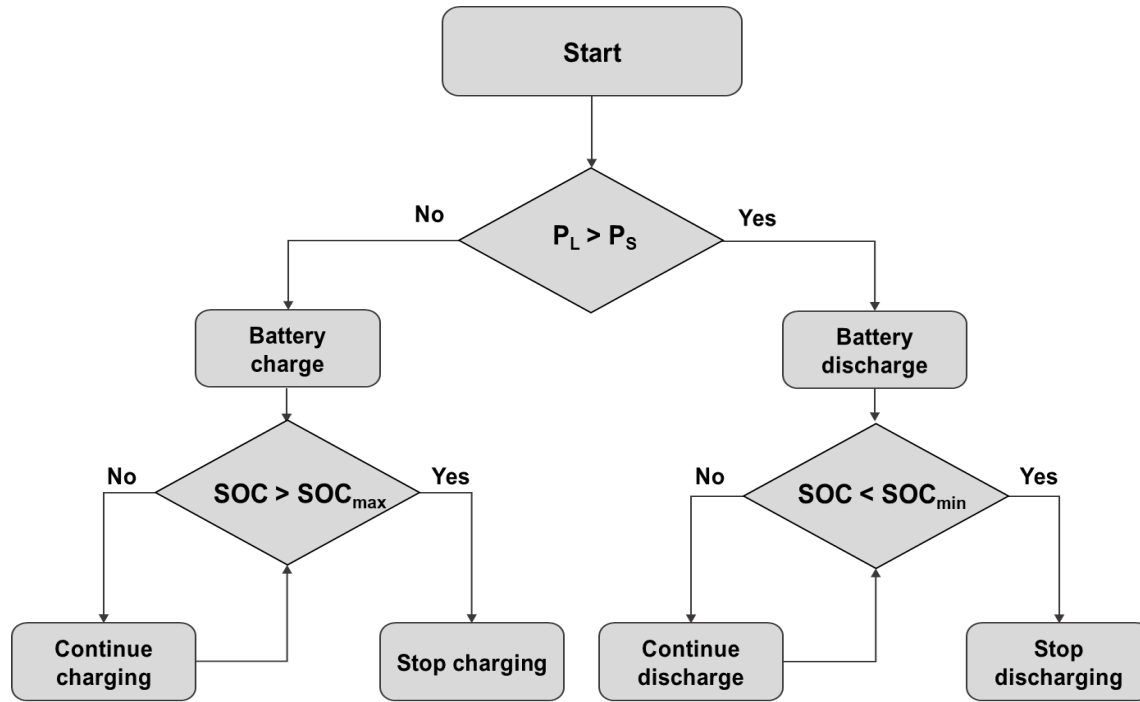 Start
No
Yes
P_L > P_S
Battery
charge
Battery
discharge
No
Yes
SOC > SOC_max
No
Yes
SOC < SOC_min
Continue
charging
Stop charging
Continue
discharge
Stop
discharging